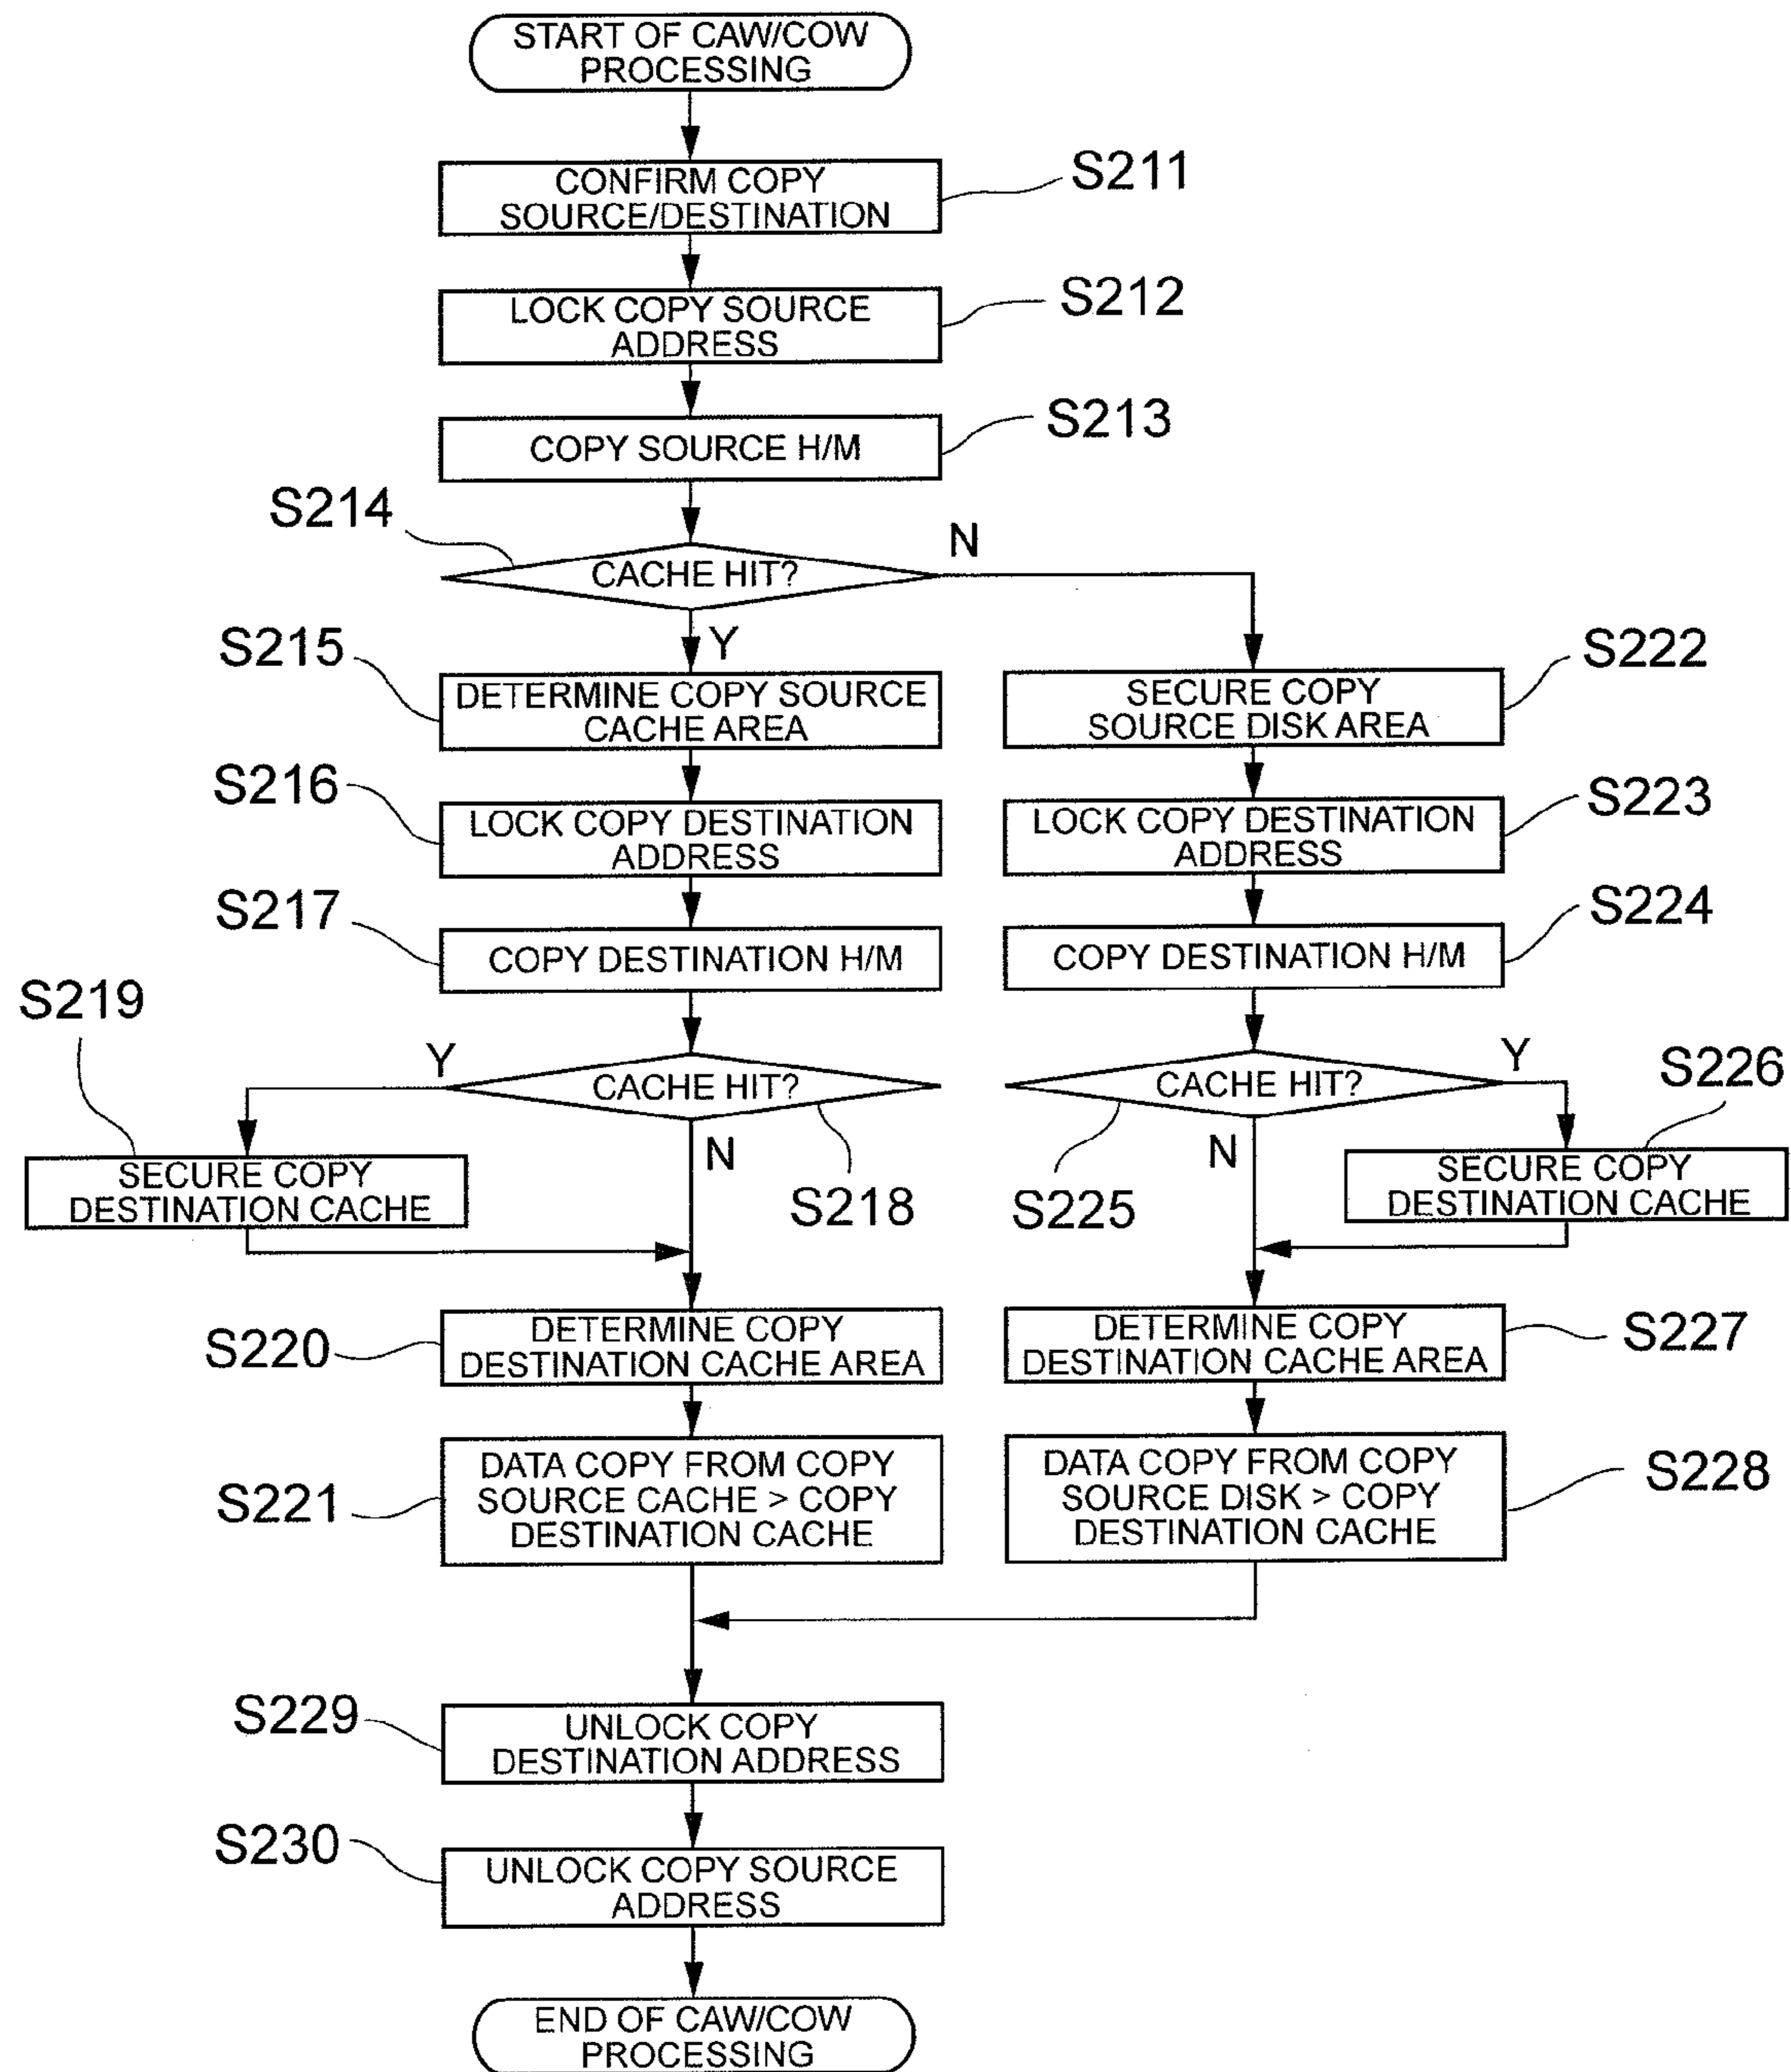 START OF CAW/COW
PROCESSING
CONFIRM COPY
SOURCE/DESTINATION
S211
LOCK COPY SOURCE
ADDRESS
S212
COPY SOURCE H/M
S213
S214
CACHE HIT?
N
Y
S215
DETERMINE COPY SOURCE
CACHE AREA
SECURE COPY
SOURCE DISK AREA
S222
S216
LOCK COPY DESTINATION
ADDRESS
LOCK COPY DESTINATION
ADDRESS
S223
S217
COPY DESTINATION H/M
COPY DESTINATION H/M
S224
S219
Y
CACHE HIT?
N
S218
CACHE HIT?
Y
N
S225
S226
SECURE COPY
DESTINATION CACHE
SECURE COPY
DESTINATION CACHE
S220
DETERMINE COPY
DESTINATION CACHE AREA
DETERMINE COPY
DESTINATION CACHE AREA
S227
S221
DATA COPY FROM COPY
SOURCE CACHE > COPY
DESTINATION CACHE
DATA COPY FROM COPY
SOURCE DISK > COPY
DESTINATION CACHE
S228
S229
UNLOCK COPY
DESTINATION ADDRESS
S230
UNLOCK COPY SOURCE
ADDRESS
END OF CAW/COW
PROCESSING